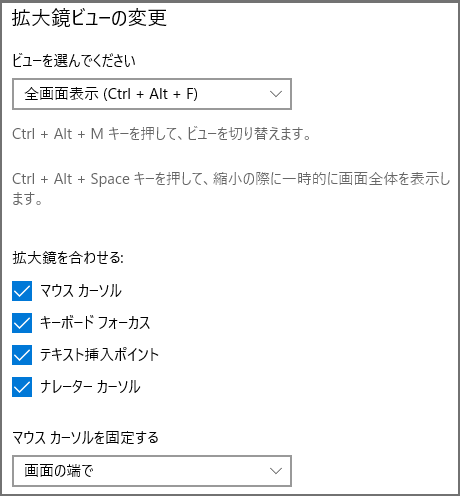 拡大鏡ビューの変更
ビューを選んでください
全画面表示 (Ctrl + Alt + F)
Ctrl + Alt + M キーを押して、ビューを切り替えます。
Ctrl + Alt + Space キーを押して、縮小の際に一時的に画面全体を表示し
ます。
拡大鏡を合わせる:
マウス カーソル
キーボード フォーカス
テキスト挿入ポイント
ナレーター カーソル
マウス カーソルを固定する
画面の端で